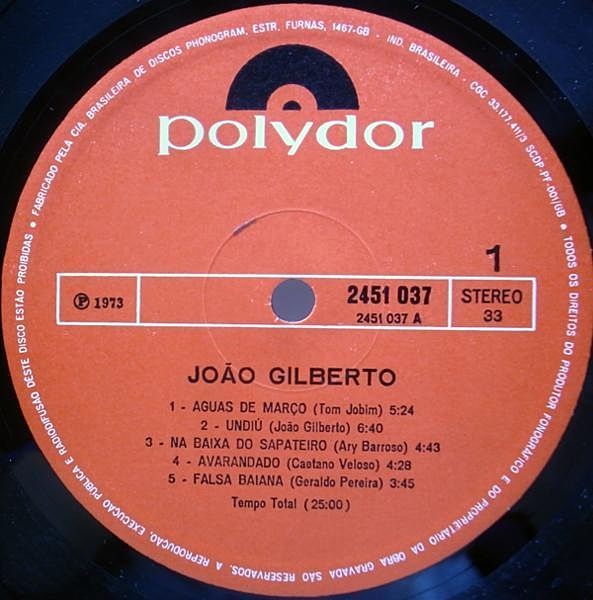 FABRICADO PELA CIA. BRASILEIRA DE DISCOS PHONOGRAM, ESTR. FURNAS, 1467-GB - IND. BRASILEIRA - CGC 33.177.411/3 SCDP-PF-001/GB • TODOS OS DIREITOS DO PRODUTOR FONOGRÁFICO E DO PROPRIETÁRIO DA OBRA GRAVADA SÃO RESERVADOS. A REPRODUÇÃO, EXECUÇÃO PÚBLICA E RADIODIFUSÃO DESTE DISCO ESTÃO PROIBIDAS •
polydor
1
℗ 1973
2451 037
2451 037 A
STEREO
33
JOÃO GILBERTO
1 - AGUAS DE MARÇO (Tom Jobim) 5:24
2 - UNDIÚ (João Gilberto) 6:40
3 - NA BAIXA DO SAPATEIRO (Ary Barroso) 4:43
4 - AVARANDADO (Caetano Veloso) 4:28
5 - FALSA BAIANA (Geraldo Pereira) 3:45
Tempo Total (25:00)